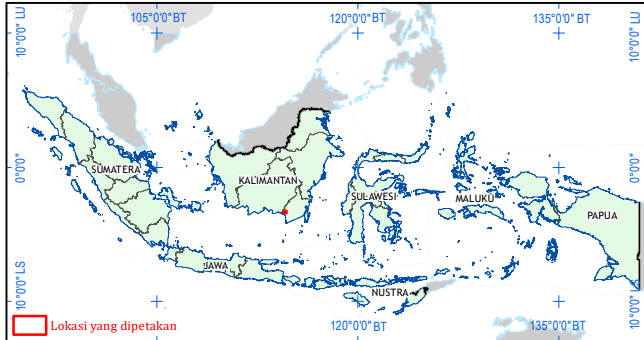 105°0'0" BT
120°0'0" BT
135°0'0" BT
10°0'0" LU
10°0'0" LU
SUMATERA
KALIMANTAN
SULAWESI
MALUKU
PAPUA
0°0'0"
0°0'0"
JAWA
NUSTRA
10°0'0" LS
10°0'0" LS
Lokasi yang dipetakan
120°0'0" BT
135°0'0" BT